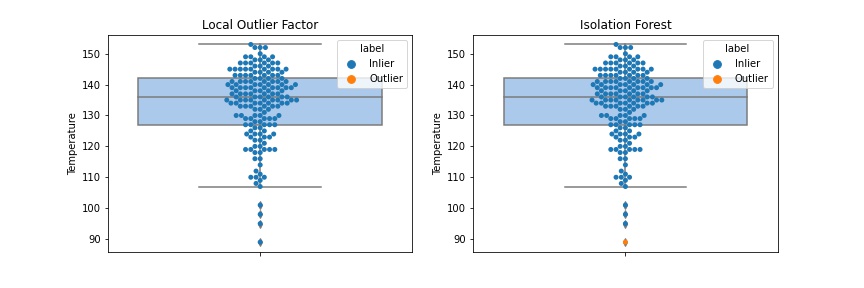 Local Outlier Factor
label
Inlier
Outlier
Temperature
150
140
130
120
110
100
90
Isolation Forest
label
Inlier
Outlier
Temperature
150
140
130
120
110
100
90